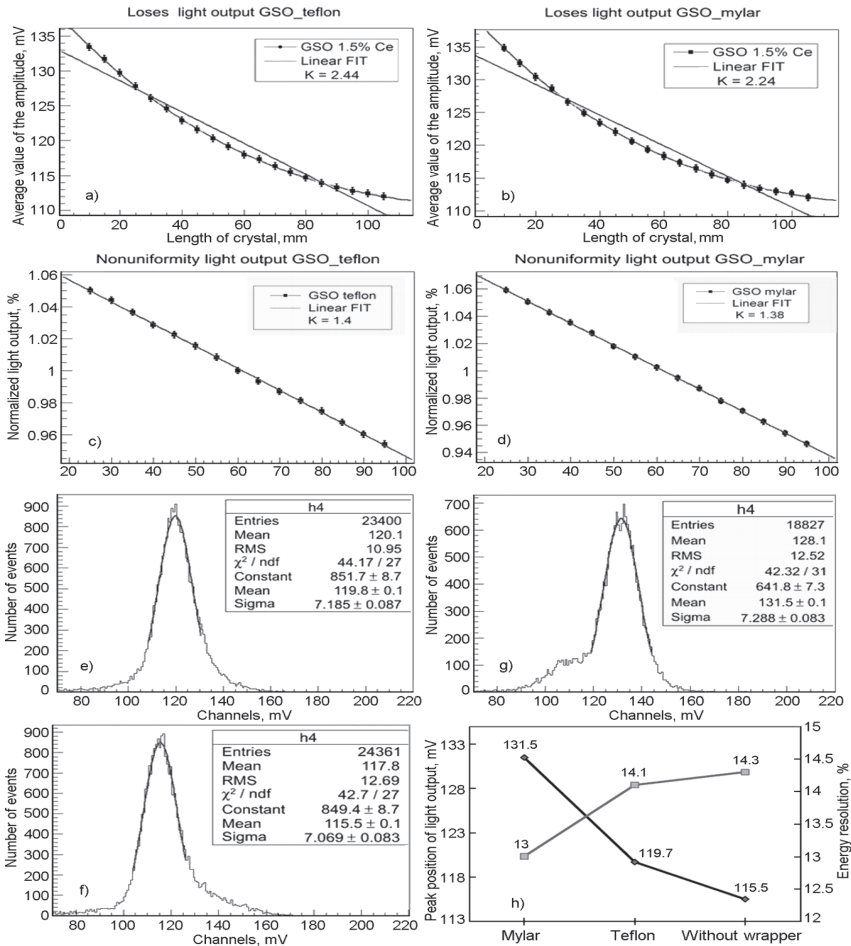 Loses light output GSO_teflon
Average value of the amplitude, mV
135
130
125
120
115
110
GSO 1.5% Ce
Linear FIT
K = 2.44
a)
0 20 40 60 80 100
Length of crystal, mm
Loses light output GSO_mylar
Average value of the amplitude, mV
135
130
125
120
115
110
GSO 1.5% Ce
Linear FIT
K = 2.24
b)
0 20 40 60 80 100
Length of crystal, mm
Nonuniformity light output GSO_teflon
Normalized light output, %
1.06
1.04
1.02
1
0.98
0.96
GSO teflon
Linear FIT
K = 1.4
c)
20 30 40 50 60 70 80 90 100
Nonuniformity light output GSO_mylar
Normalized light output, %
1.06
1.04
1.02
1.00
0.98
0.96
0.94
GSO mylar
Linear FIT
K = 1.38
d)
20 30 40 50 60 70 80 90 100
Number of events
900
800
700
600
500
400
300
200
100
0
h4
Entries 23400
Mean 120.1
RMS 10.95
χ² / ndf 44.17 / 27
Constant 851.7 ± 8.7
Mean 119.8 ± 0.1
Sigma 7.185 ± 0.087
e)
80 100 120 140 160 180 200 220
Channels, mV
Number of events
700
600
500
400
300
200
100
0
h4
Entries 18827
Mean 128.1
RMS 12.52
χ² / ndf 42.32 / 31
Constant 641.8 ± 7.3
Mean 131.5 ± 0.1
Sigma 7.288 ± 0.083
g)
80 100 120 140 160 180 200 220
Channels, mV
Number of events
900
800
700
600
500
400
300
200
100
0
h4
Entries 24361
Mean 117.8
RMS 12.69
χ² / ndf 42.7 / 27
Constant 849.4 ± 8.7
Mean 115.5 ± 0.1
Sigma 7.069 ± 0.083
f)
60 80 100 120 140 160 180 200 220
Channels, mV
Peak position of light output, mV
133
128
123
118
113
131.5
119.7
115.5
13
14.1
14.3
h)
15
14.5
14
13.5
13
12.5
12
Energy resolution, %
Mylar Teflon Without wrapper